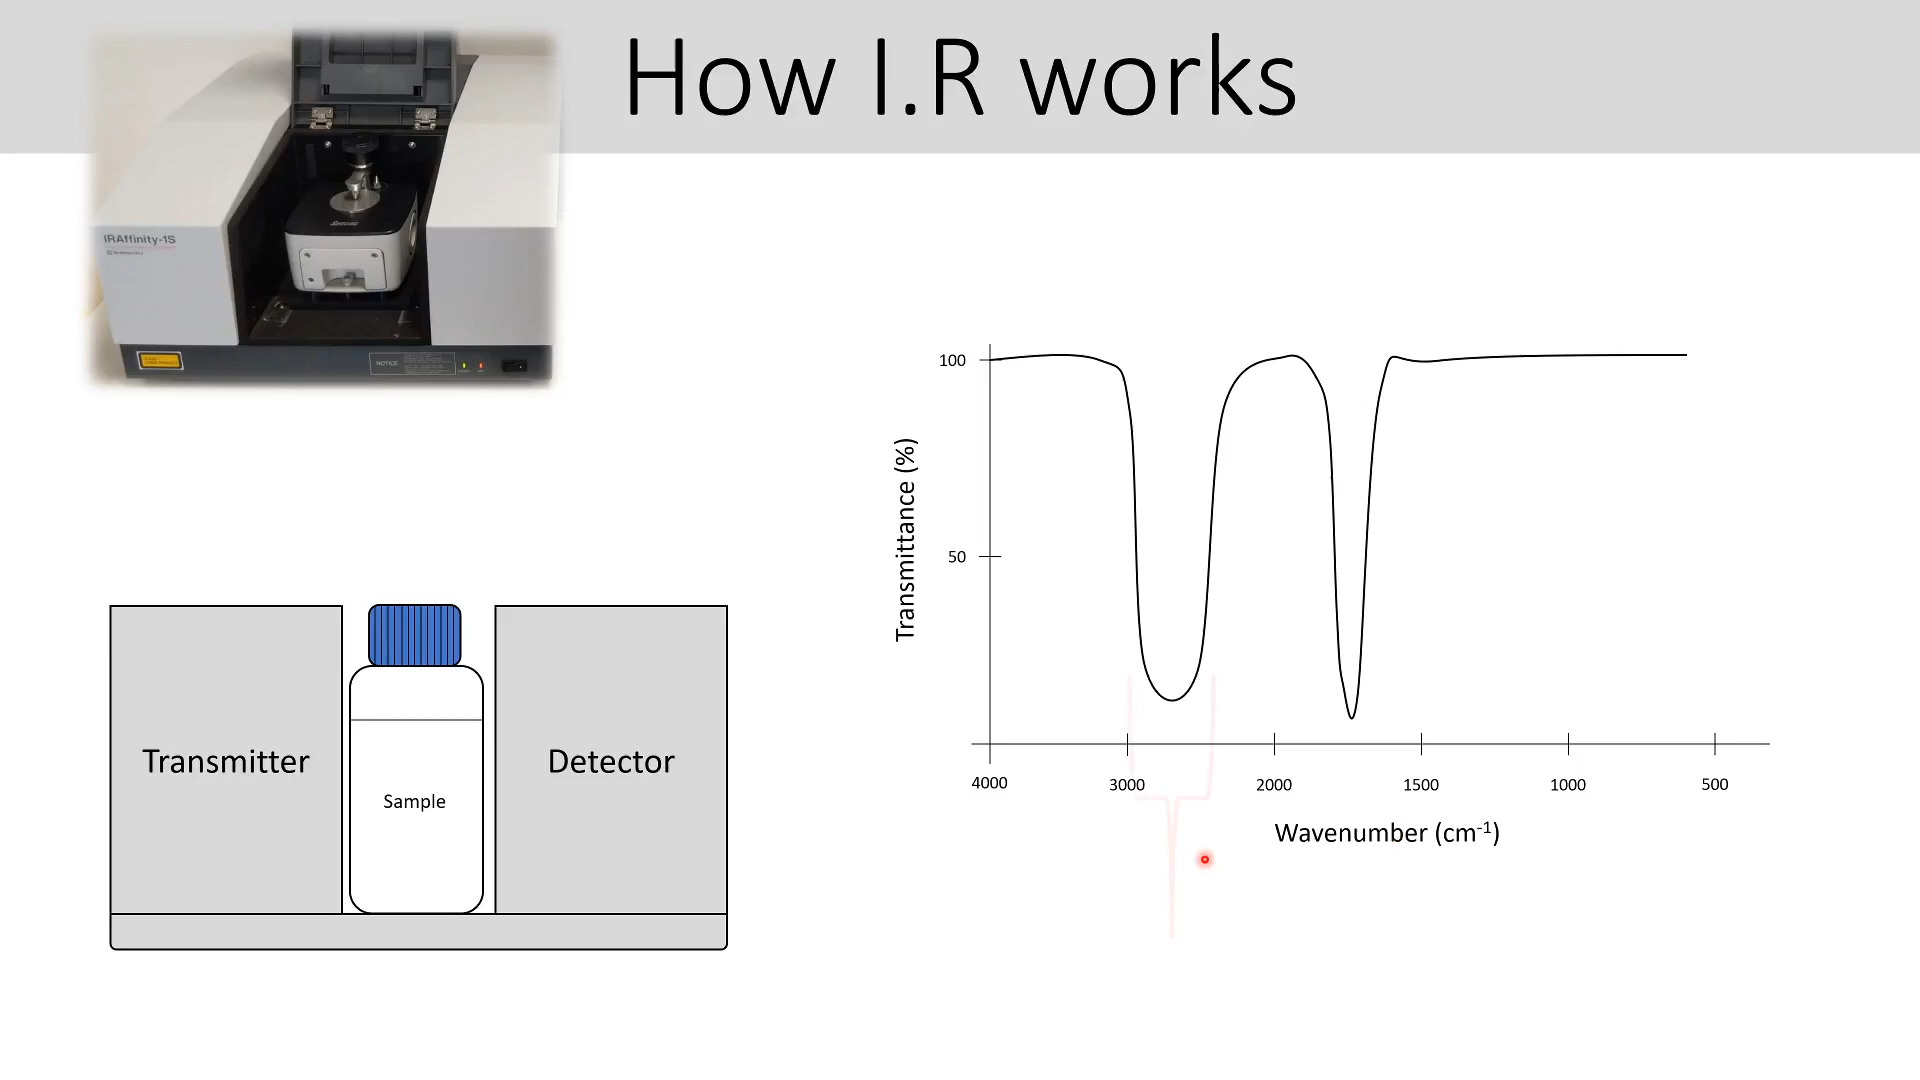 How I.R works
IRAffinity-1S
NOTICE
100
50
Transmittance (%)
4000
3000
2000
1500
1000
500
Wavenumber (cm⁻¹)
Transmitter
Sample
Detector